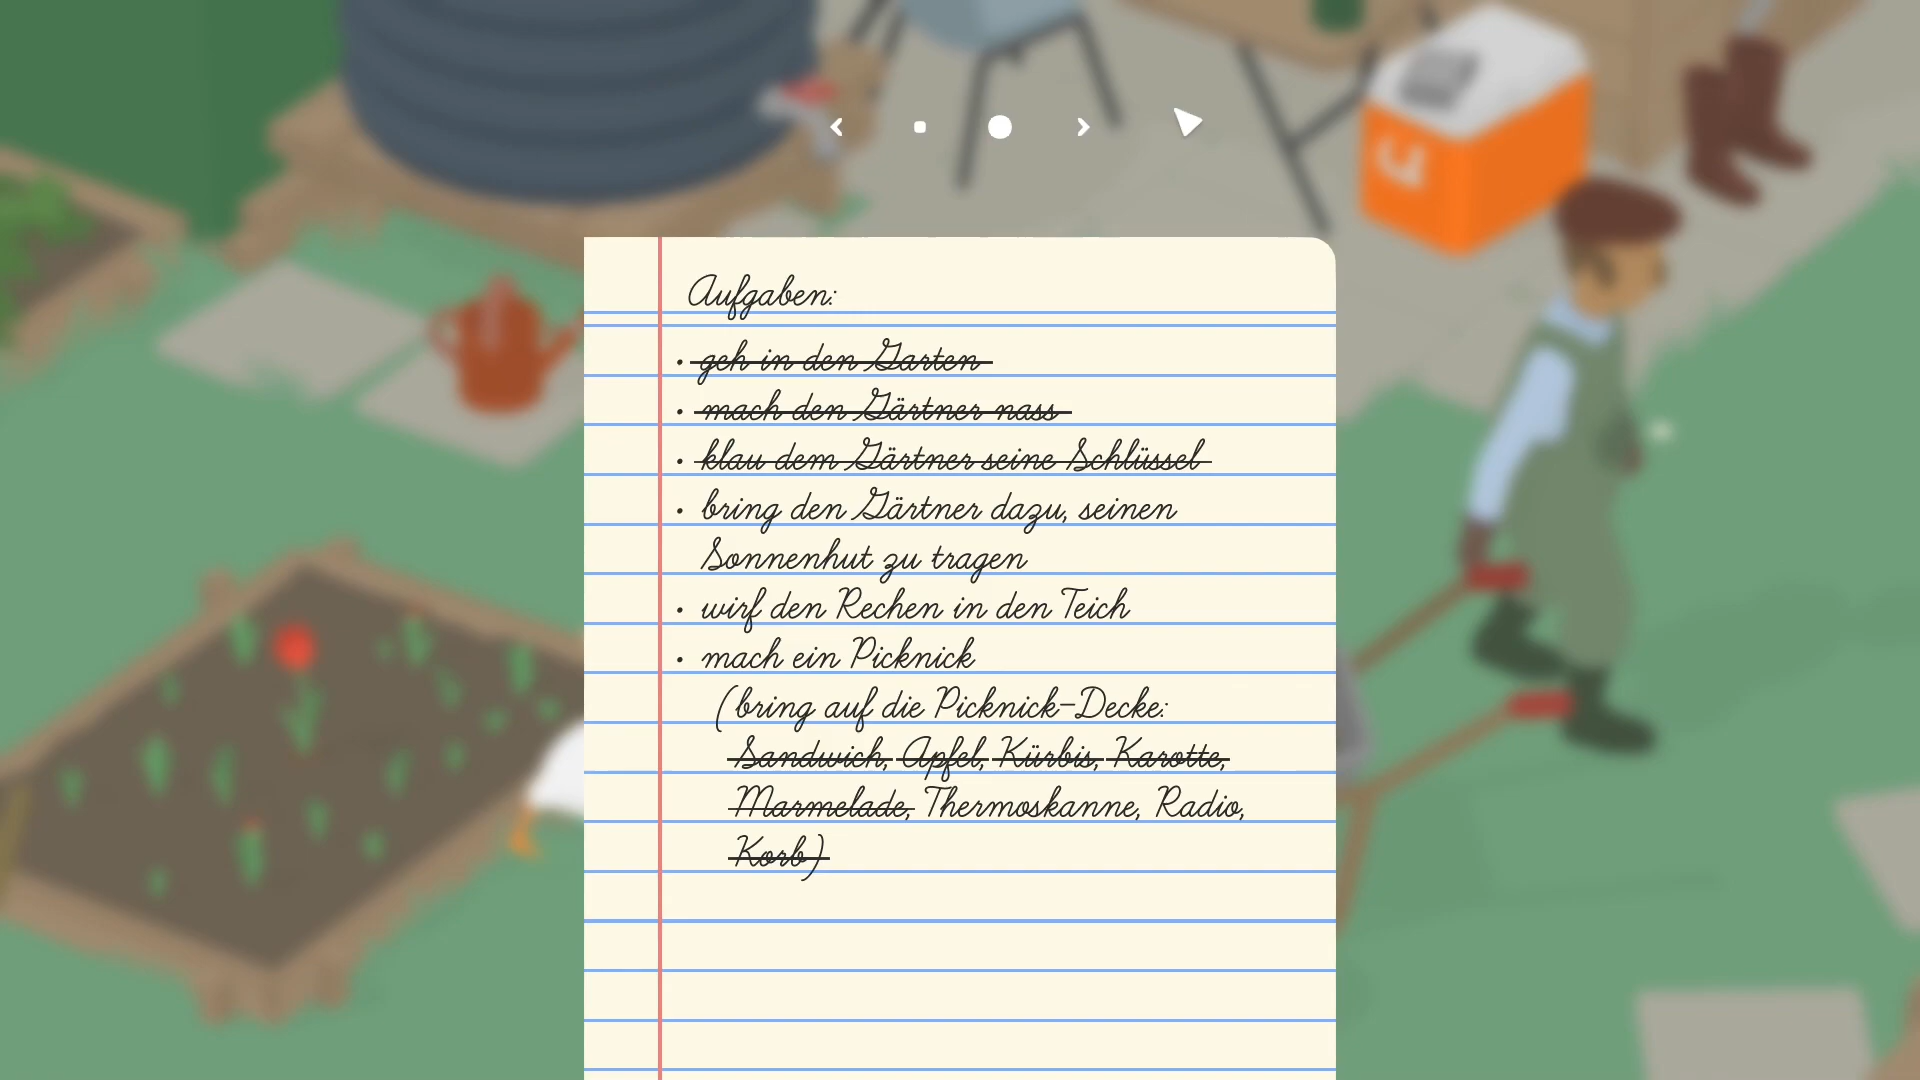 Aufgaben:
• geh in den Garten
• mach den Gärtner nass
• klau dem Gärtner seine Schlüssel
• bring den Gärtner dazu, seinen
Sonnenhut zu tragen
• wirf den Rechen in den Teich
• mach ein Picknick
(bring auf die Picknick-Decke:
Sandwich, Apfel, Kürbis, Karotte,
Marmelade, Thermoskanne, Radio,
Korb)